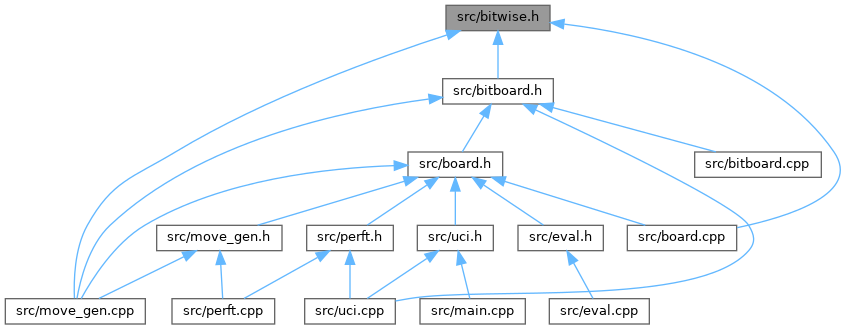 src/bitwise.h
src/bitboard.h
src/board.h
src/bitboard.cpp
src/move_gen.h
src/perft.h
src/uci.h
src/eval.h
src/board.cpp
src/move_gen.cpp
src/perft.cpp
src/uci.cpp
src/main.cpp
src/eval.cpp